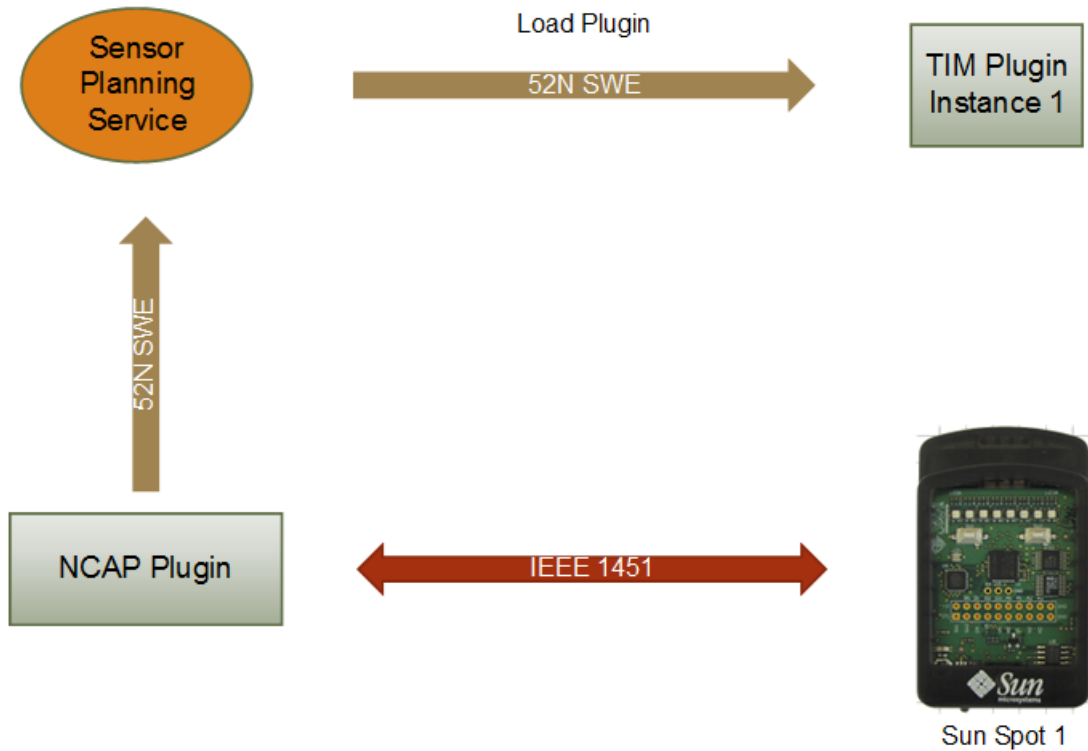 Load Plugin
Sensor
Planning
Service
52N SWE
TIM Plugin
Instance 1
52N SWE
NCAP Plugin
IEEE 1451
Sun
microsystems
Sun Spot 1